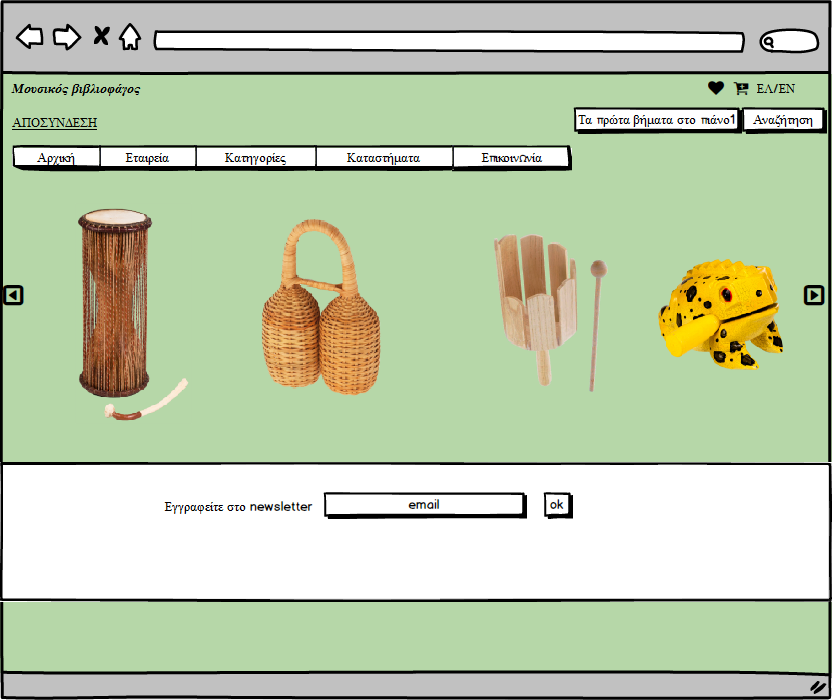 Μουσικός βιβλιοφάγος
ΕΛ/EN
ΑΠΟΣΥΝΔΕΣΗ
Τα πρώτα βήματα στο πιάνο1
Αναζήτηση
Αρχική Εταιρεία Κατηγορίες Καταστήματα Επικοινωνία
Εγγραφείτε στο newsletter email ok